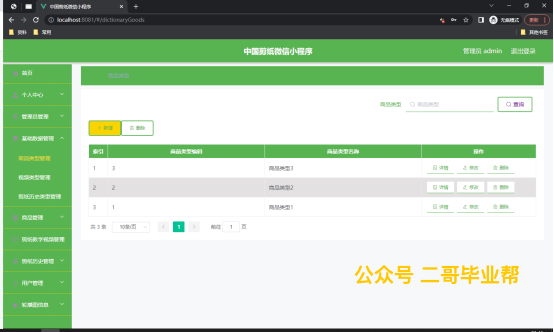 中国剪纸微信小程序
localhost:8081/#/dictionaryGoods
无痕模式
更新
资料 常用
其他书签
中国剪纸微信小程序
管理员 admin 退出登录
首页
个人中心
管理员管理
基础数据管理
商品类型管理
视频类型管理
剪纸历史类型管理
商品管理
剪纸教学视频管理
剪纸历史管理
用户管理
轮播图信息
商品类型
商品类型 商品类型 查询
新增 删除
索引 商品类型编码 商品类型名称 操作
1 3 商品类型3 详情 修改 删除
2 2 商品类型2 详情 修改 删除
3 1 商品类型1 详情 修改 删除
共 3 条 10条/页 1 前往 1 页
公众号 二哥毕业帮